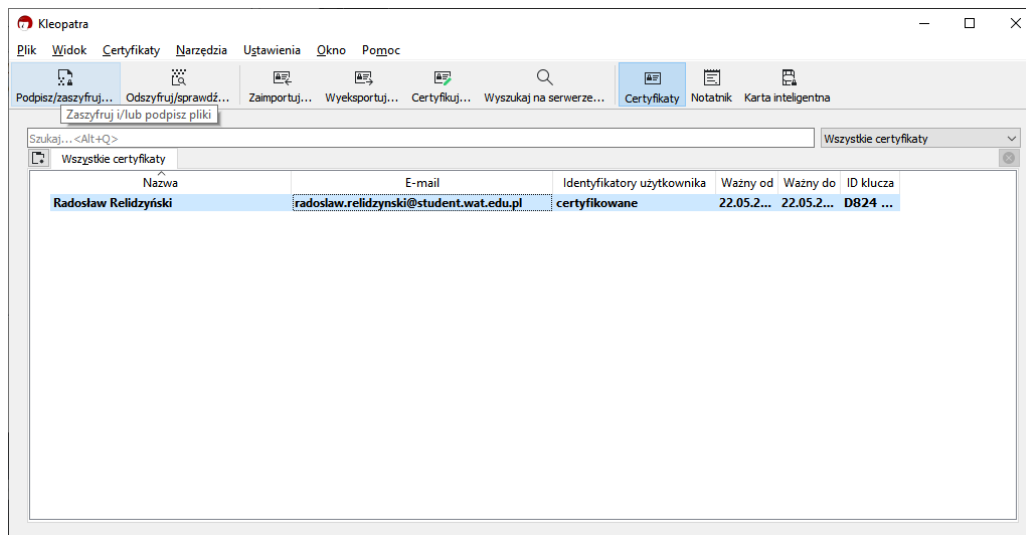 Kleopatra
Plik Widok Certyfikaty Narzędzia Ustawienia Okno Pomoc
Podpisz/zaszyfruj... Odszyfruj/sprawdź... Zaimportuj... Wyeksportuj... Certyfikuj... Wyszukaj na serwerze... Certyfikaty Notatnik Karta inteligentna
Zaszyfruj i/lub podpisz pliki
Szukaj...<Alt+Q> Wszystkie certyfikaty
Wszystkie certyfikaty
Nazwa E-mail Identyfikatory użytkownika Ważny od Ważny do ID klucza
Radosław Relidzyński radoslaw.relidzynski@student.wat.edu.pl certyfikowane 22.05.2... 22.05.2... D824 ...